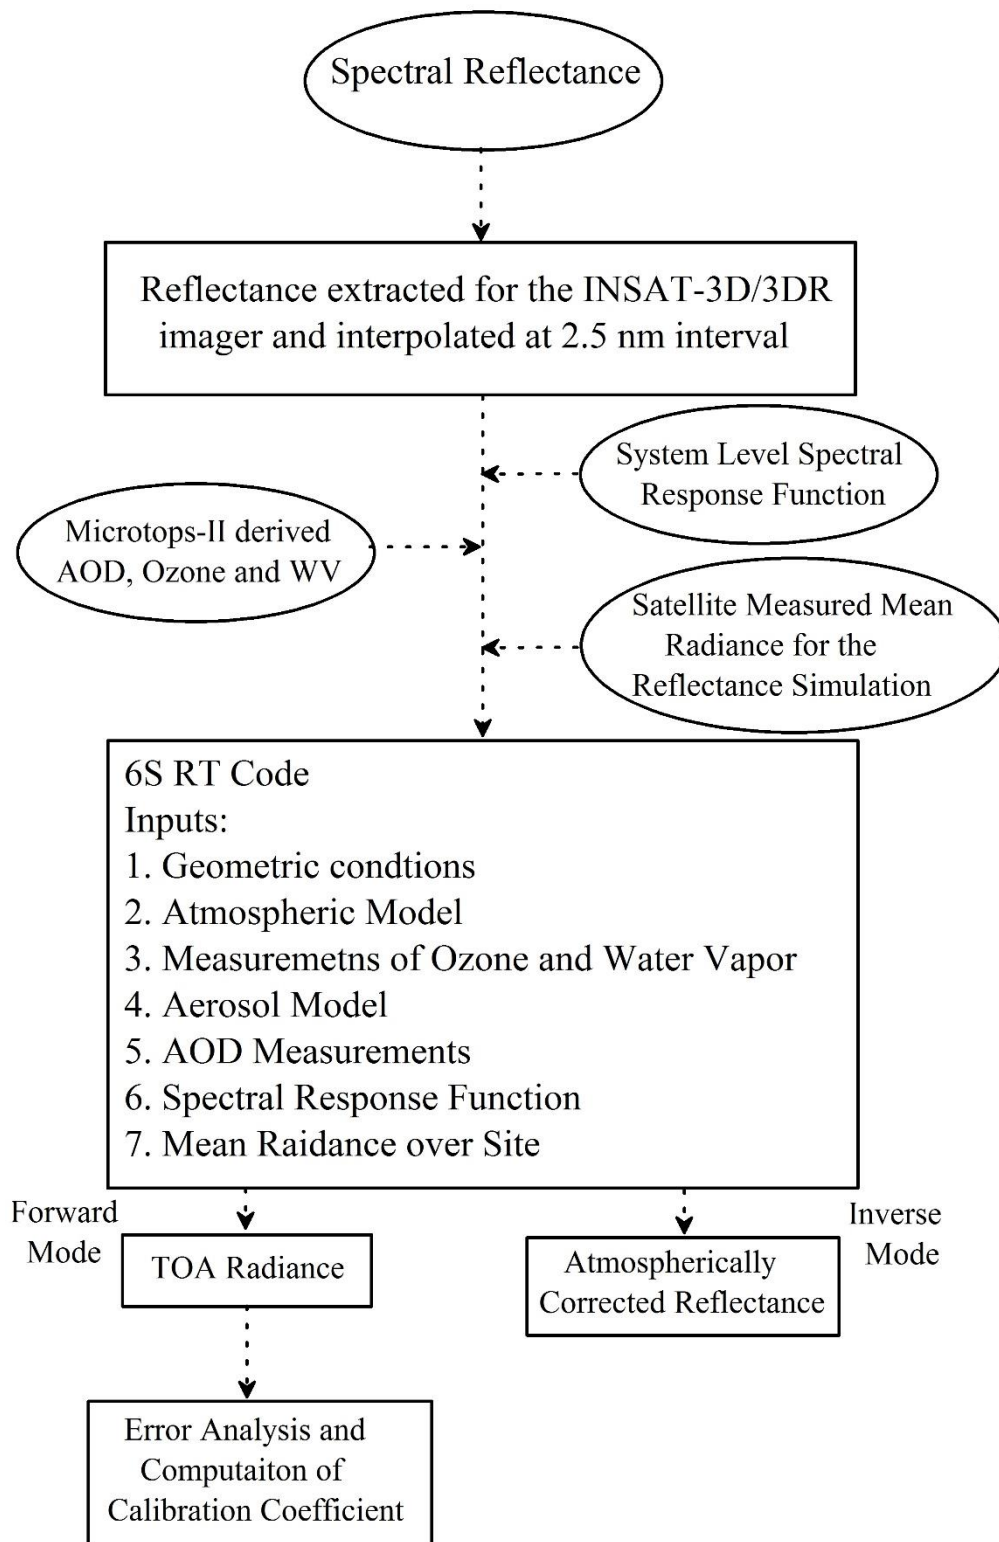 Spectral Reflectance
Reflectance extracted for the INSAT-3D/3DR
imager and interpolated at 2.5 nm interval
System Level Spectral
Response Function
Microtops-II derived
AOD, Ozone and WV
Satellite Measured Mean
Radiance for the
Reflectance Simulation
6S RT Code
Inputs:
1. Geometric condtions
2. Atmospheric Model
3. Measuremetns of Ozone and Water Vapor
4. Aerosol Model
5. AOD Measurements
6. Spectral Response Function
7. Mean Raidance over Site
Forward
Mode
Inverse
Mode
TOA Radiance
Atmospherically
Corrected Reflectance
Error Analysis and
Computaiton of
Calibration Coefficient